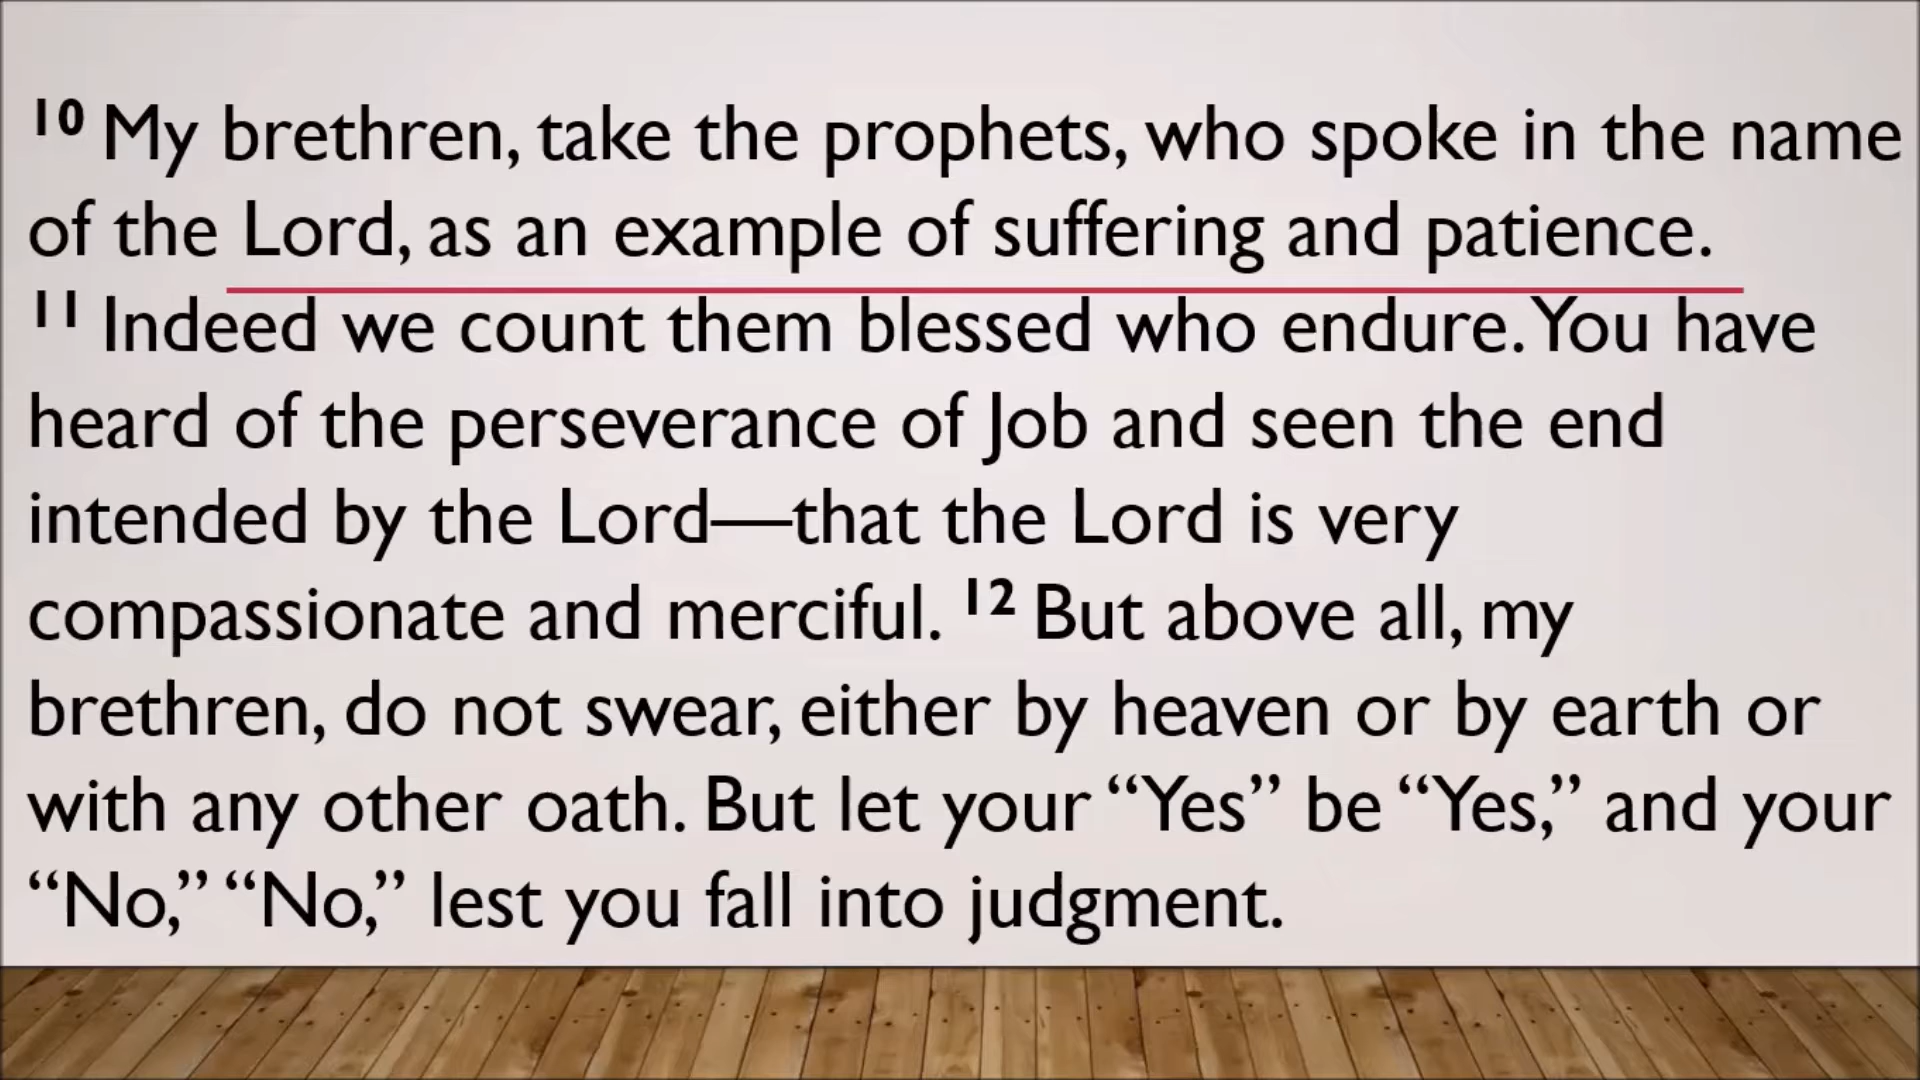 10 My brethren, take the prophets, who spoke in the name
of the Lord, as an example of suffering and patience.
11 Indeed we count them blessed who endure. You have
heard of the perseverance of Job and seen the end
intended by the Lord—that the Lord is very
compassionate and merciful. 12 But above all, my
brethren, do not swear, either by heaven or by earth or
with any other oath. But let your “Yes” be “Yes,” and your
“No,” “No,” lest you fall into judgment.